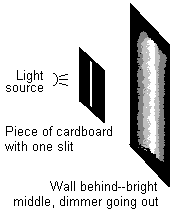 Light
source
Piece of cardboard
with one slit
Wall behind--bright
middle, dimmer going out